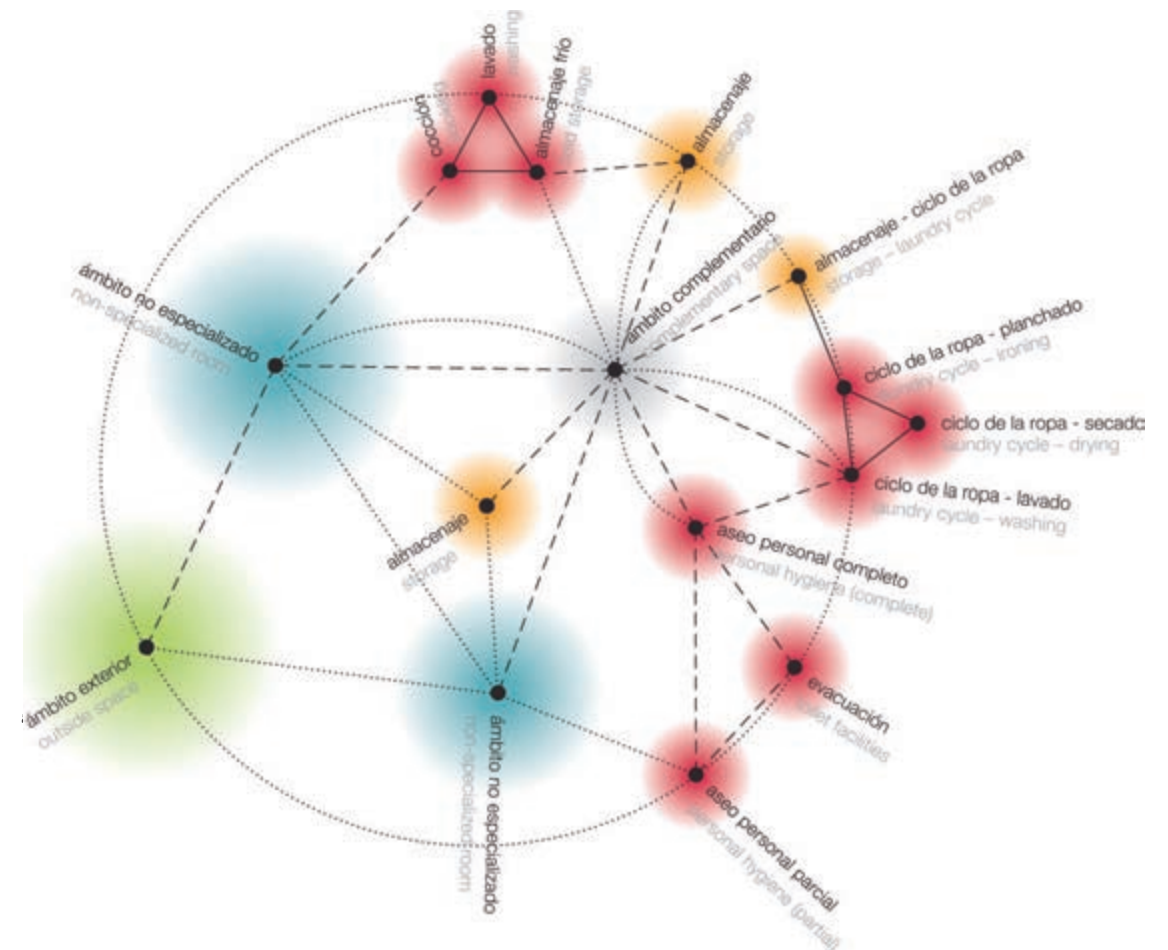 lavado
washing
cocción
almacenaje frío
storage
almacenaje
storage
almacenaje - ciclo de la ropa
storage – laundry cycle
ámbito complementario
space
ciclo de la ropa - planchado
laundry cycle – ironing
ciclo de la ropa -
laundry cycle – drying
ciclo de la ropa - lavado
laundry cycle – washing
ámbito no especializado
non-specialized room
almacenaje
storage
aseo personal completo
personal hygiene (complete)
evacuación
toilet facilities
ámbito exterior
outside space
ámbito no especializado
non-specialized room
aseo personal parcial
personal hygiene (partial)